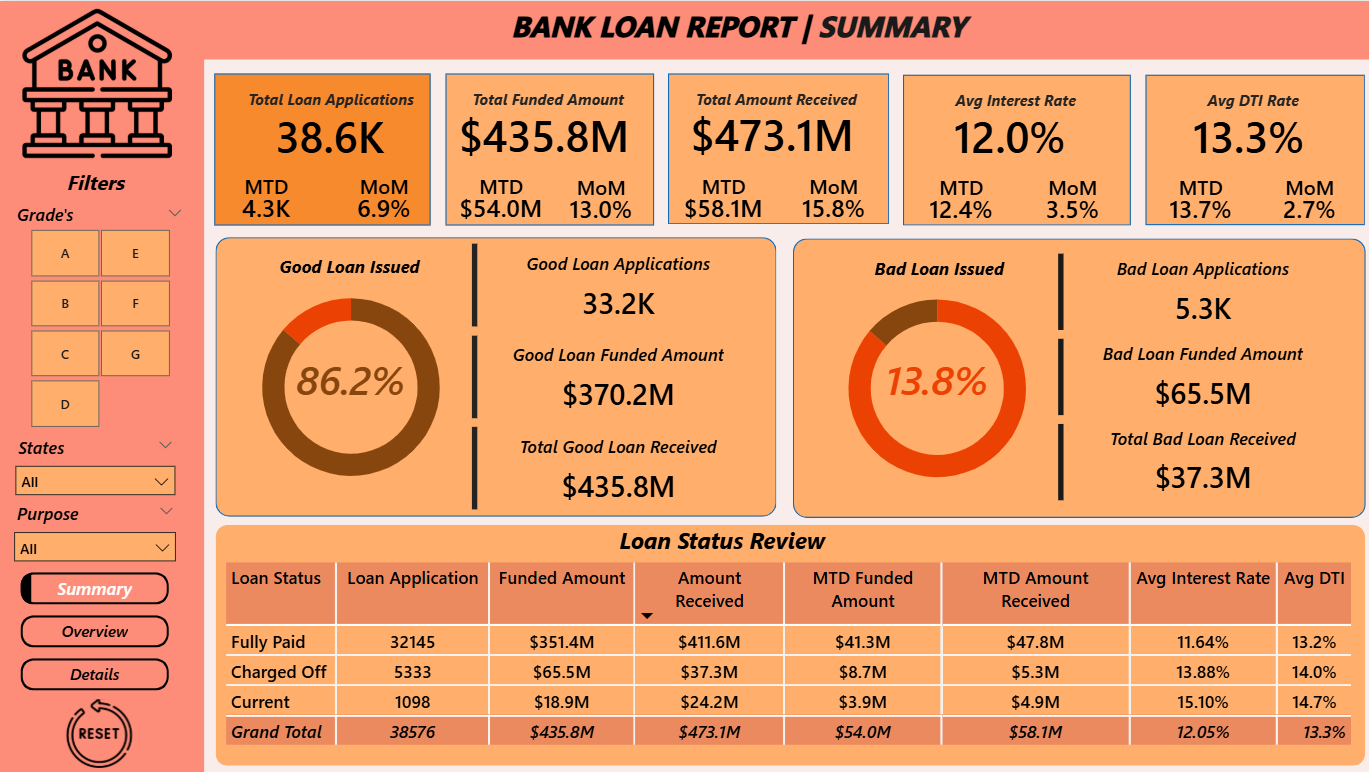 BANK LOAN REPORT | SUMMARY
BANK
Filters
Grade's
A
E
B
F
C
G
D
States
All
Purpose
All
Summary
Overview
Details
RESET
Total Loan Applications
38.6K
MTD
MoM
4.3K
6.9%
Total Funded Amount
$435.8M
MTD
MoM
$54.0M
13.0%
Total Amount Received
$473.1M
MTD
MoM
$58.1M
15.8%
Avg Interest Rate
12.0%
MTD
MoM
12.4%
3.5%
Avg DTI Rate
13.3%
MTD
MoM
13.7%
2.7%
Good Loan Issued
86.2%
Good Loan Applications
33.2K
Good Loan Funded Amount
$370.2M
Total Good Loan Received
$435.8M
Bad Loan Issued
13.8%
Bad Loan Applications
5.3K
Bad Loan Funded Amount
$65.5M
Total Bad Loan Received
$37.3M
Loan Status Review
Loan Status Loan Application Funded Amount Amount Received MTD Funded Amount MTD Amount Received Avg Interest Rate Avg DTI
Fully Paid 32145 $351.4M $411.6M $41.3M $47.8M 11.64% 13.2%
Charged Off 5333 $65.5M $37.3M $8.7M $5.3M 13.88% 14.0%
Current 1098 $18.9M $24.2M $3.9M $4.9M 15.10% 14.7%
Grand Total 38576 $435.8M $473.1M $54.0M $58.1M 12.05% 13.3%